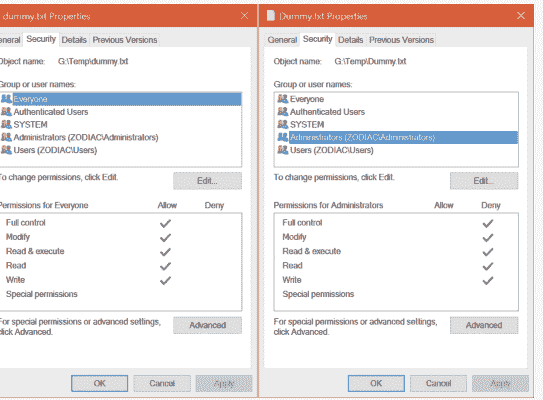 dummy.txt Properties
eneral Security Details Previous Versions
Object name: G:\Temp\dummy.txt
Group or user names:
Everyone
Authenticated Users
SYSTEM
Administrators (ZODIAC\Administrators)
Users (ZODIAC\Users)
To change permissions, click Edit.
Edit...
Permissions for Everyone Allow Deny
Full control
Modify
Read & execute
Read
Write
Special permissions
For special permissions or advanced settings,
click Advanced.
Advanced
OK Cancel Apply
Dummy.txt Properties
General Security Details Previous Versions
Object name: G:\Temp\Dummy.txt
Group or user names:
Everyone
Authenticated Users
SYSTEM
Administrators (ZODIAC\Administrators)
Users (ZODIAC\Users)
To change permissions, click Edit.
Edit...
Permissions for Administrators Allow Deny
Full control
Modify
Read & execute
Read
Write
Special permissions
For special permissions or advanced settings,
click Advanced.
Advanced
OK Cancel Apply